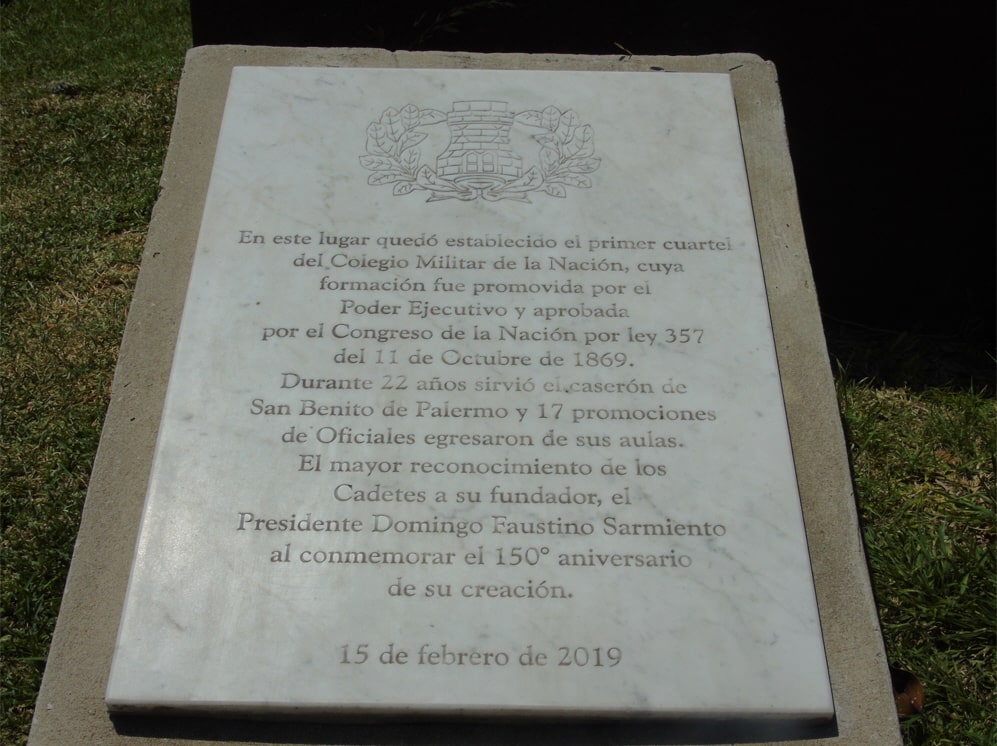 En este lugar quedó establecido el primer cuartel
del Colegio Militar de la Nación, cuya
formación fue promovida por el
Poder Ejecutivo y aprobada
por el Congreso de la Nación por ley 357
del 11 de Octubre de 1869.
Durante 22 años sirvió el caserón de
San Benito de Palermo y 17 promociones
de Oficiales egresaron de sus aulas.
El mayor reconocimiento de los
Cadetes a su fundador, el
Presidente Domingo Faustino Sarmiento
al conmemorar el 150° aniversario
de su creación.
15 de febrero de 2019